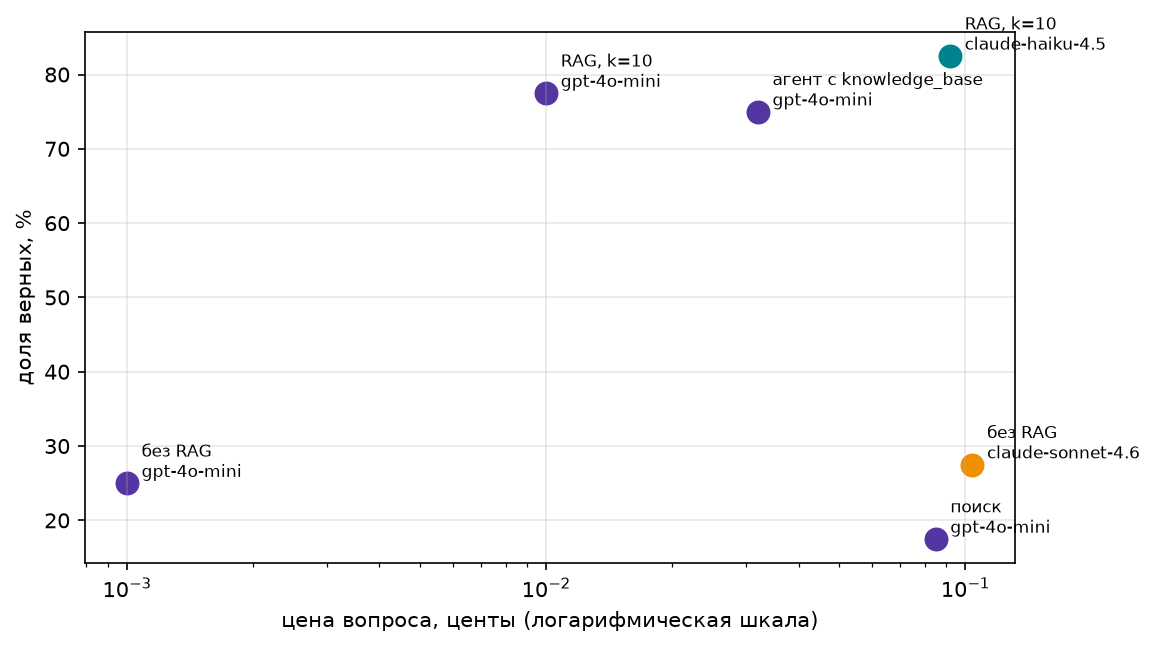 RAG, k=10
claude-haiku-4.5
RAG, k=10
gpt-4o-mini
агент с knowledge_base
gpt-4o-mini
80
70
60
50
40
30
20
доля верных, %
без RAG
claude-sonnet-4.6
без RAG
gpt-4o-mini
поиск
gpt-4o-mini
10⁻³
10⁻²
10⁻¹
цена вопроса, центы (логарифмическая шкала)